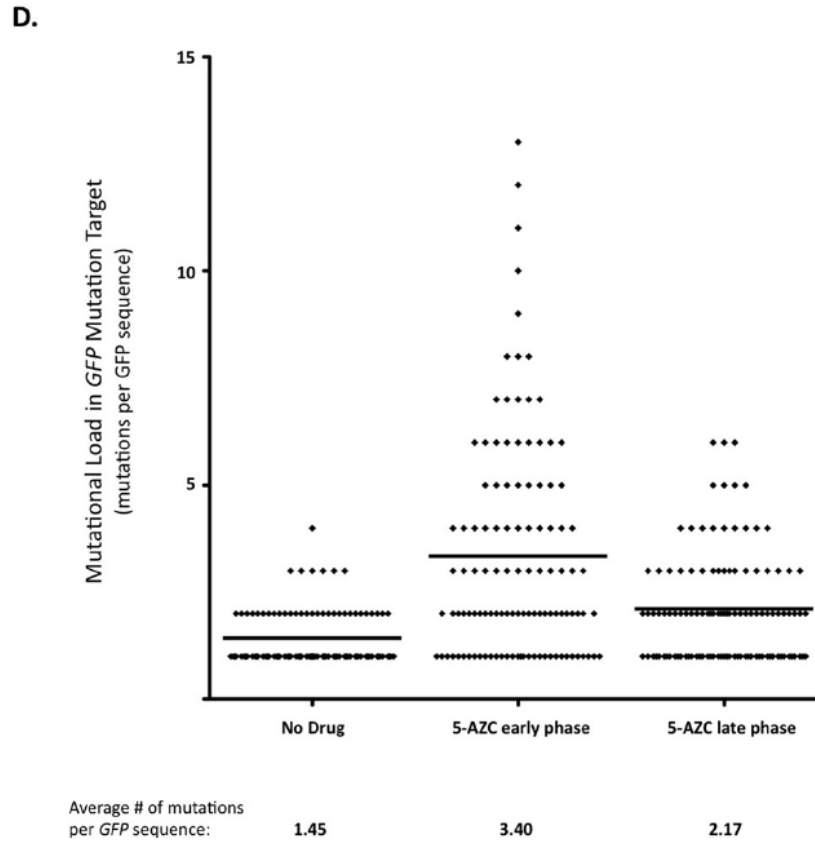 D.
15
10
5
Mutational Load in GFP Mutation Target
(mutations per GFP sequence)
No Drug 5-AZC early phase 5-AZC late phase
Average # of mutations
per GFP sequence: 1.45 3.40 2.17